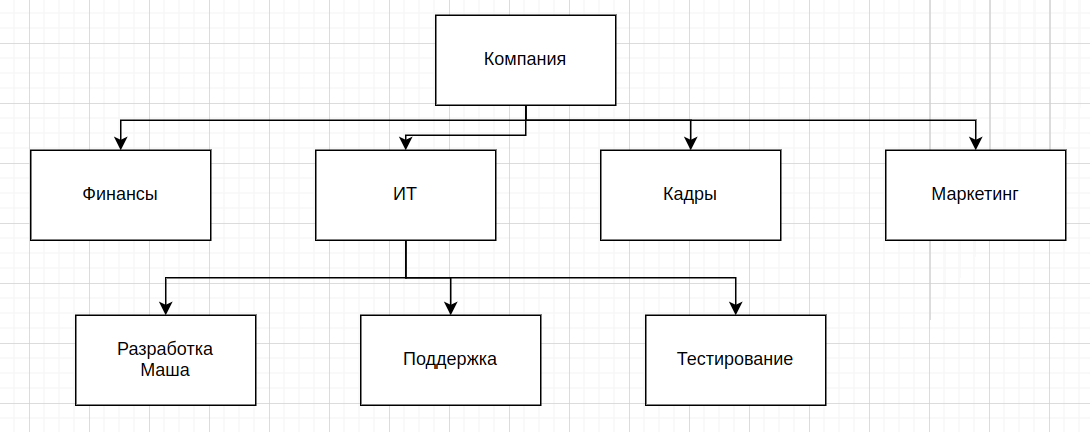 Компания
Финансы
ИТ
Кадры
Маркетинг
Разработка
Маша
Поддержка
Тестирование